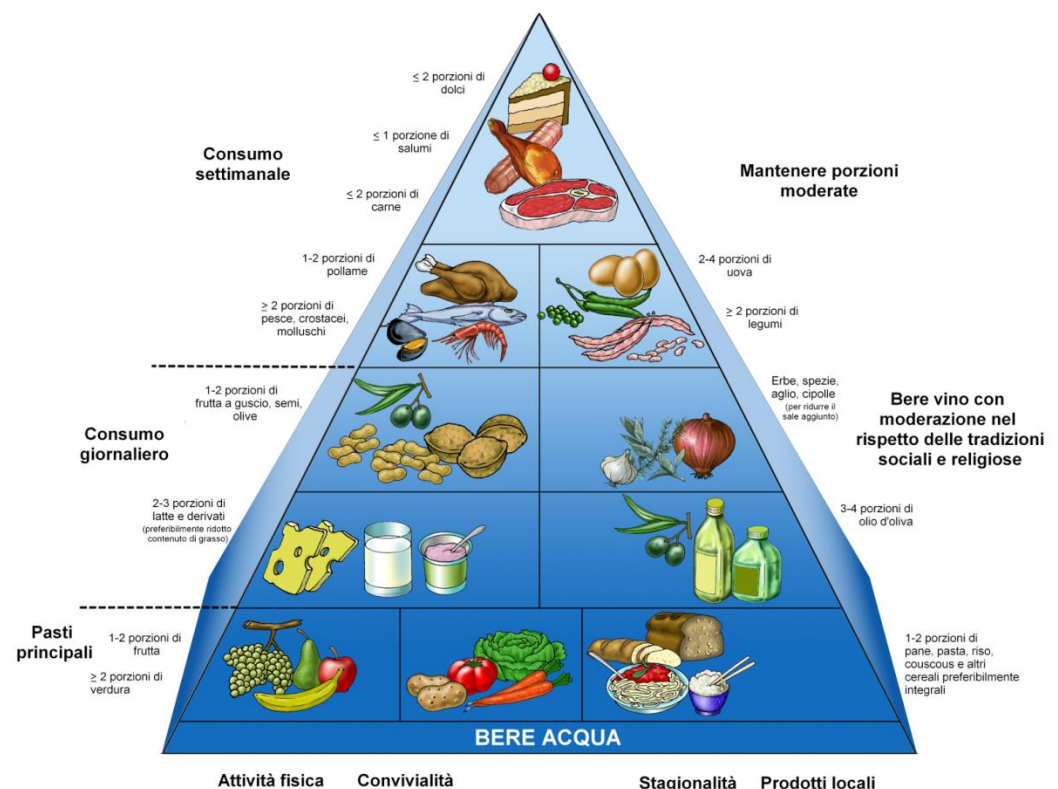 ≤ 2 porzioni di
dolci
≤ 1 porzione di
salumi
Consumo
settimanale
≤ 2 porzioni di
carne
Mantenere porzioni
moderate
1-2 porzioni di
pollame
2-4 porzioni di
uova
≥ 2 porzioni di
pesce, crostacei,
molluschi
≥ 2 porzioni di
legumi
1-2 porzioni di
frutta a guscio, semi,
olive
Erbe, spezie,
aglio, cipolle
(per ridurre il
sale aggiunto)
Consumo
giornaliero
Bere vino con
moderazione nel
rispetto delle tradizioni
sociali e religiose
2-3 porzioni di
latte e derivati
(preferibilmente ridotto
contenuto di grasso)
3-4 porzioni di
olio d'oliva
Pasti
principali
1-2 porzioni di
frutta
≥ 2 porzioni di
verdura
1-2 porzioni di
pane, pasta, riso,
couscous e altri
cereali preferibilmente
integrali
BERE ACQUA
Attività fisica
Convivialità
Stagionalità
Prodotti locali